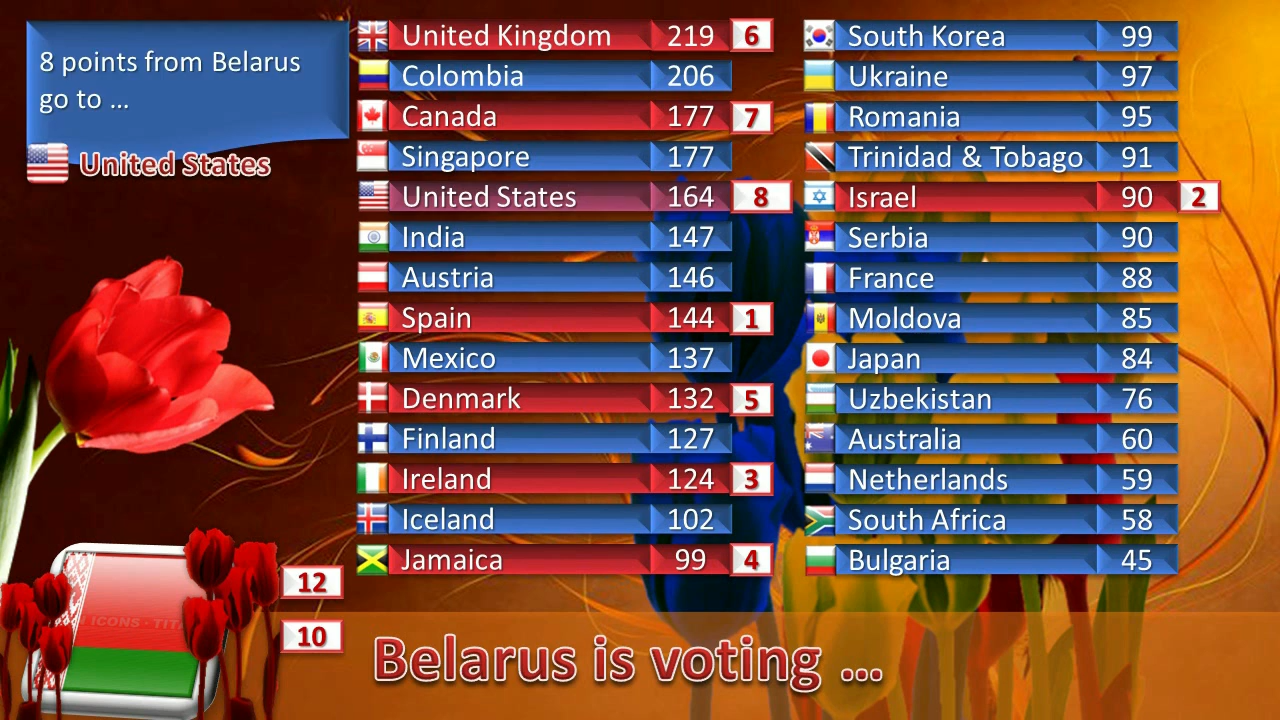 8 points from Belarus
go to ...
United States
United Kingdom 219 6
Colombia 206
Canada 177 7
Singapore 177
United States 164 8
India 147
Austria 146
Spain 144 1
Mexico 137
Denmark 132 5
Finland 127
Ireland 124 3
Iceland 102
Jamaica 99 4
South Korea 99
Ukraine 97
Romania 95
Trinidad & Tobago 91
Israel 90 2
Serbia 90
France 88
Moldova 85
Japan 84
Uzbekistan 76
Australia 60
Netherlands 59
South Africa 58
Bulgaria 45
ICONS · TIT
12
10
Belarus is voting ...